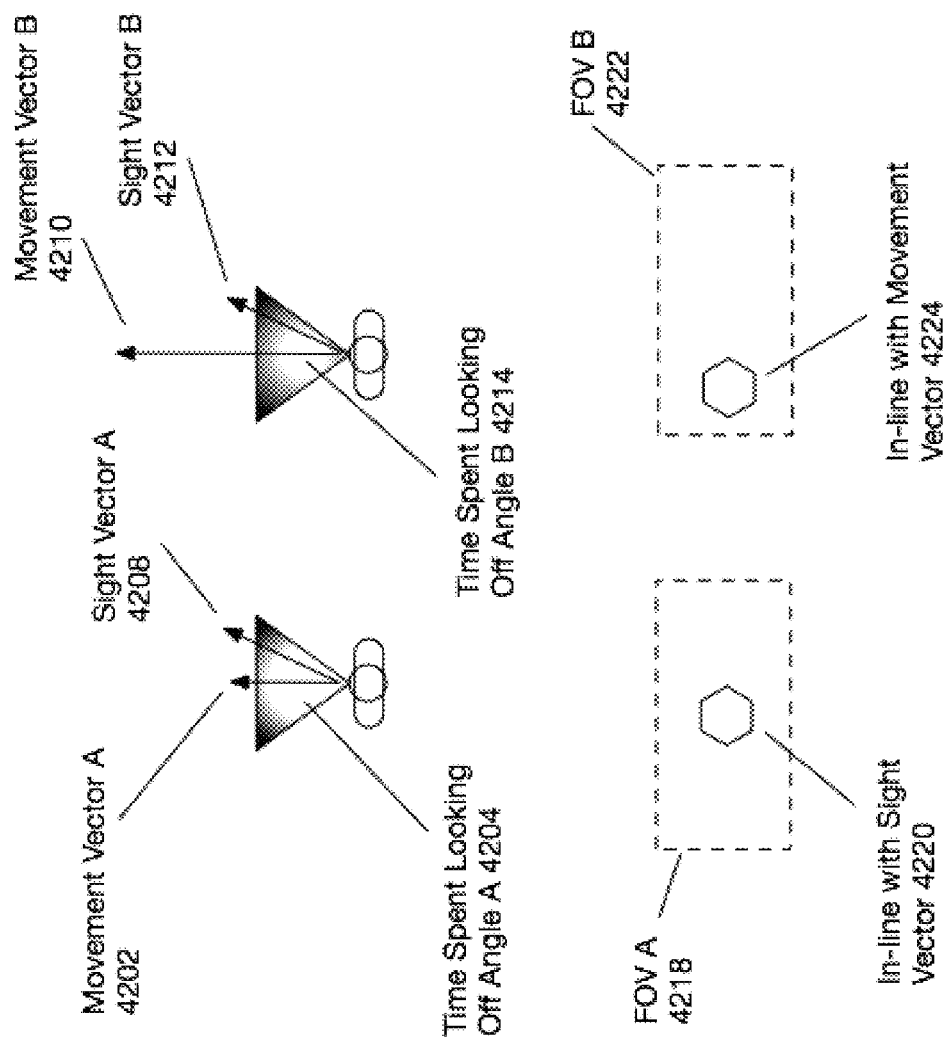 Movement Vector B
4210
Sight Vector B
4212
Sight Vector A
4208
Movement Vector A
4202
Time Spent Looking
Off Angle B 4214
Time Spent Looking
Off Angle A 4204
FOV B
4222
FOV A
4218
In-line with Movement
Vector 4224
In-line with Sight
Vector 4220